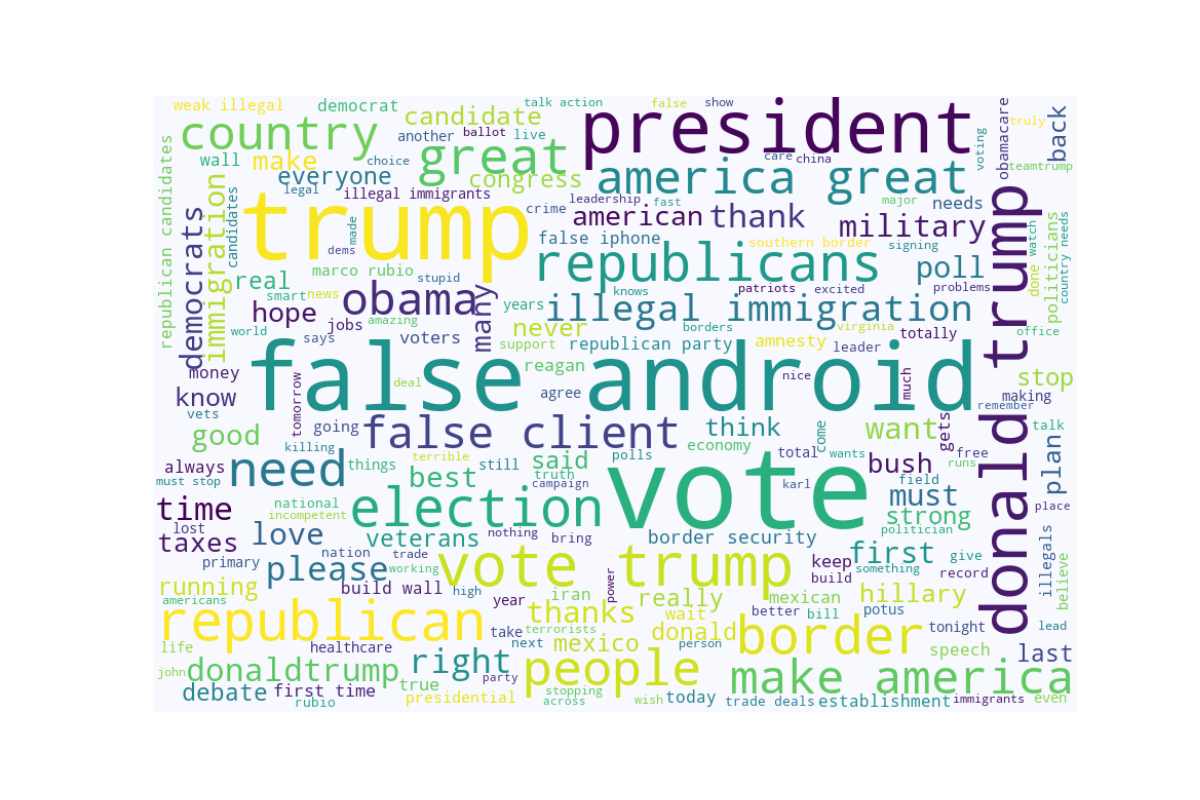 weak illegal
democrat
talk action
false
show
country
candidate
president
obamacare
truly
back
another
ballot
live
great
voting
wall
make
choice
care
china
teamtrump
republican candidates
everyone
congress
america great
immigration
legal
illegal immigrants
leadership
fast
major
needs
trump
crime
american
thank
military
donald trump
democrats
candidates
made
dems
false iphone
southern border
signing
politicians
watch
done
country needs
real
marco rubio
stupid
republicans
poll
knows
patriots
excited
problems
smart
news
obama
many
years
illegal immigration
hope
jobs
amazing
never
borders
virginia
totally
office
world
says
voters
support
republican party
amnesty
leader
reagan
false android
money
tomorrow
deal
agree
nice
much
stop
know
making
vets
remember
good
going
false client
think
come
want
gets
talk
killing
economy
plan
need
things
terrible
still
said
polls
total
wants
bush
free
runs
always
must stop
best
truth
campaign
vote
karl
field
must
time
national
election
strong
place
lost
incompetent
politician
taxes
love
veterans
nothing
bring
border security
first
illegals
believe
primary
nation
trade
vote trump
keep
something
give
running
please
working
power
build
record
build wall
high
iran
really
mexican
hillary
americans
year
thanks
wait
better
bill
potus
republican
take
terrorists
donald
border
tonight
lead
life
healthcare
next
mexico
person
speech
last
john
donaldtrump
right
party
people
make america
debate
first time
true
stopping
rubio
presidential
across
wish
today
trade deals
establishment
immigrants
even